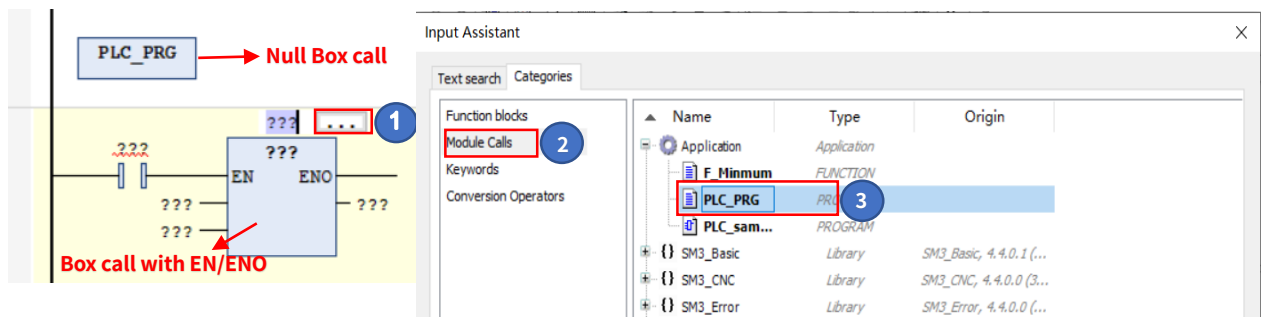 PLC_PRG
Null Box call
??? ... 1
???
???
EN ENO
???
???
???
Box call with EN/ENO
Input Assistant
Text search Categories
Function blocks
Module Calls 2
Keywords
Conversion Operators
Name Type Origin
Application Application
F_Minmum FUNCTION
PLC_PRG PRO 3
PLC_sam... PROGRAM
{} SM3_Basic Library SM3_Basic, 4.4.0.1 (...
{} SM3_CNC Library SM3_CNC, 4.4.0.0 (3...
{} SM3_Error Library SM3_Error, 4.4.0.0 (...